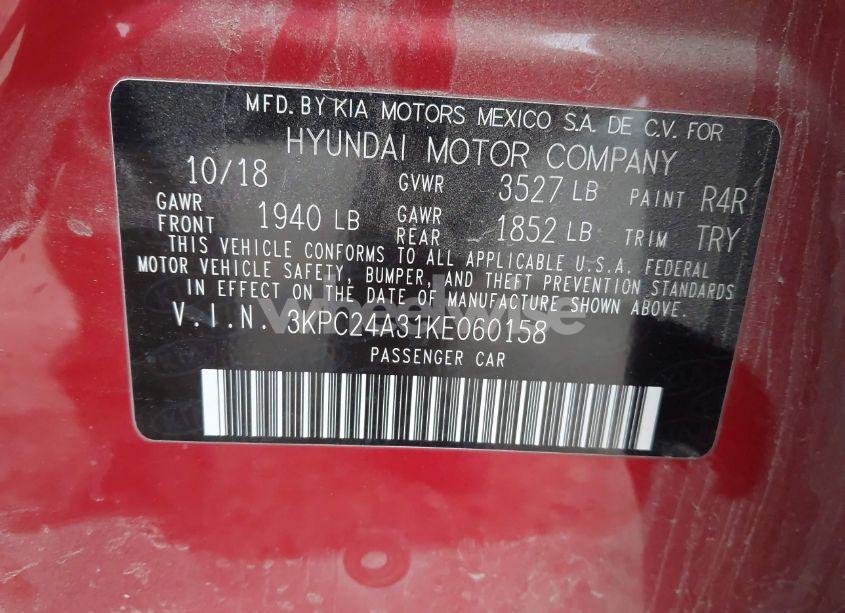 MFD. BY KIA MOTORS MEXICO S.A. DE C.V. FOR
HYUNDAI MOTOR COMPANY
10/18 GVWR 3527 LB PAINT R4R
GAWR FRONT 1940 LB GAWR REAR 1852 LB TRIM TRY
THIS VEHICLE CONFORMS TO ALL APPLICABLE U.S.A. FEDERAL
MOTOR VEHICLE SAFETY, BUMPER, AND THEFT PREVENTION STANDARDS
IN EFFECT ON THE DATE OF MANUFACTURE SHOWN ABOVE.
wheelwise
V.I.N. 3KPC24A31KE060158
PASSENGER CAR